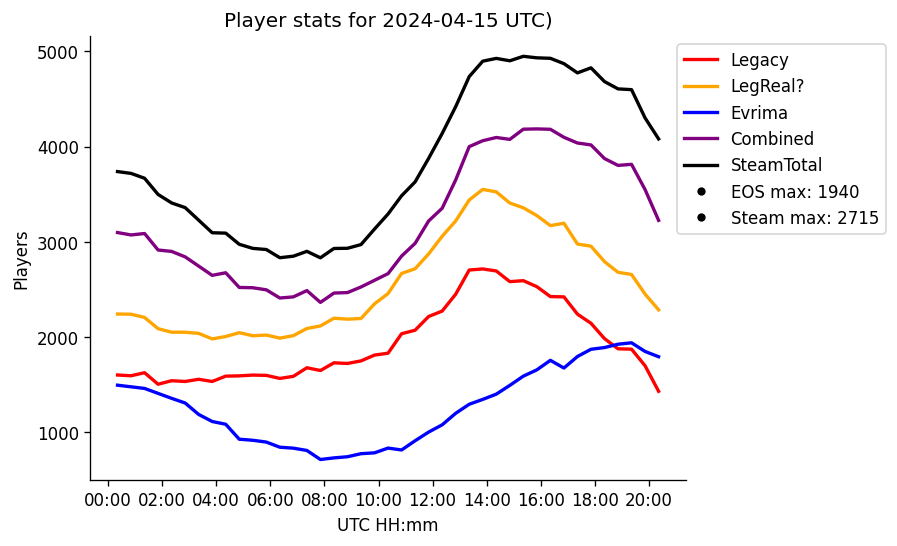 Player stats for 2024-04-15 UTC)
Players
5000
4000
3000
2000
1000
00:00 02:00 04:00 06:00 08:00 10:00 12:00 14:00 16:00 18:00 20:00
UTC HH:mm
Legacy
LegReal?
Evrima
Combined
SteamTotal
EOS max: 1940
Steam max: 2715